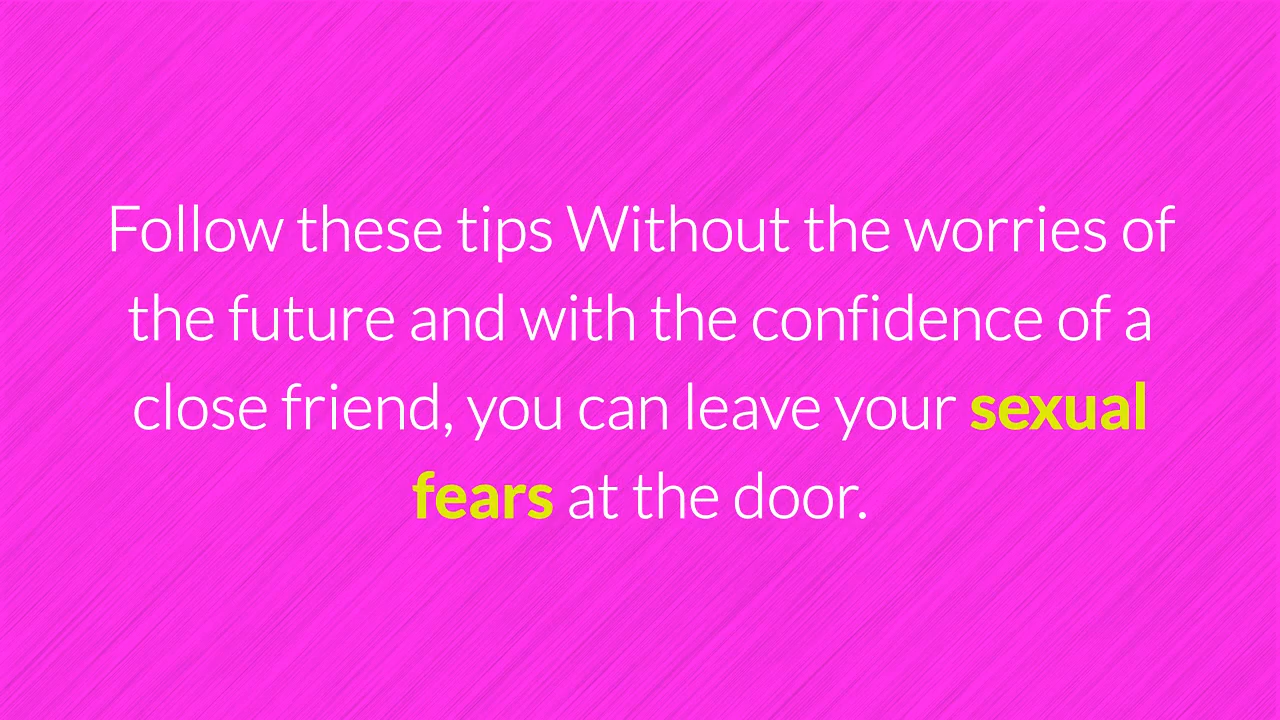 Follow these tips Without the worries of
the future and with the confidence of a
close friend, you can leave your sexual
fears at the door.